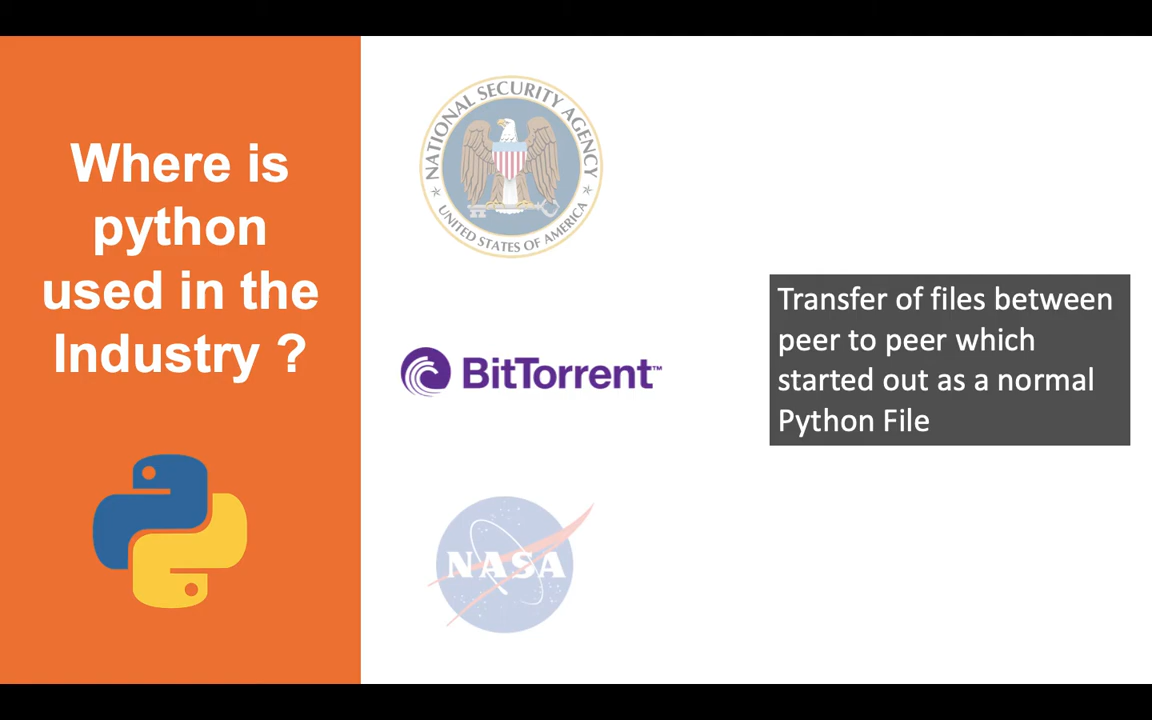 Where is
python
used in the
Industry ?
NATIONAL SECURITY AGENCY
UNITED STATES OF AMERICA
BitTorrent™
Transfer of files between
peer to peer which
started out as a normal
Python File
NASA